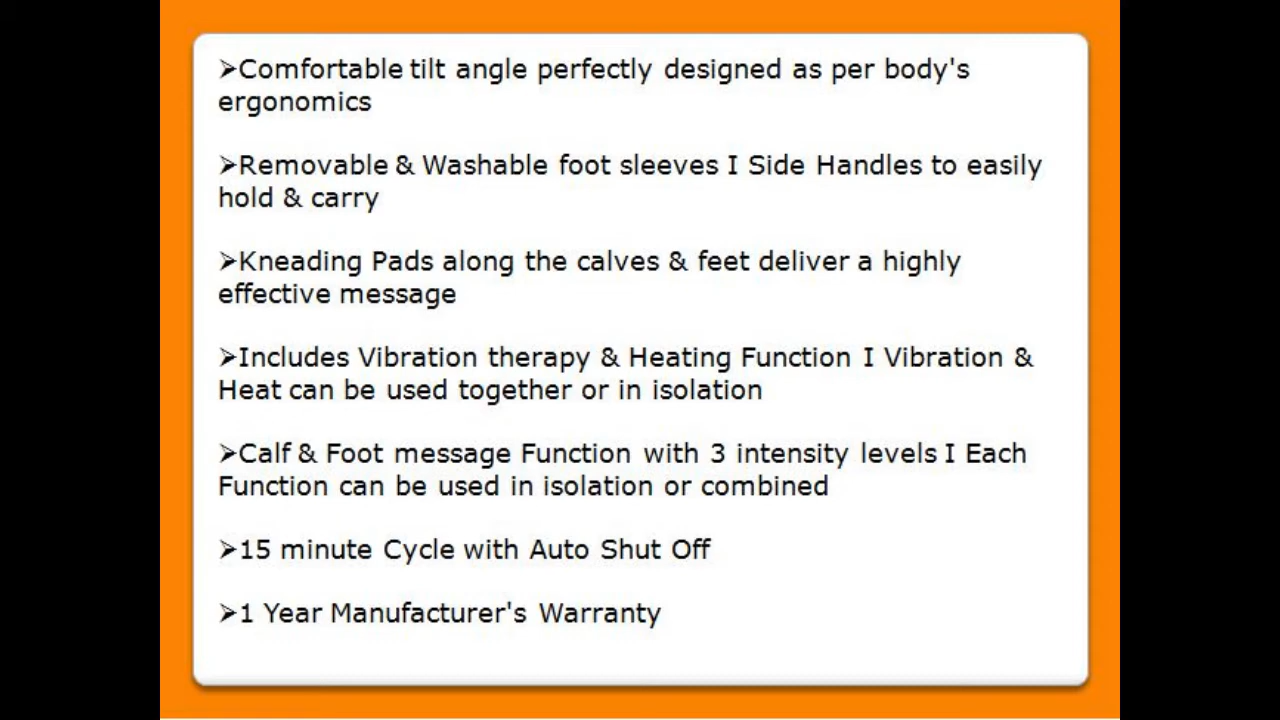 ➢Comfortable tilt angle perfectly designed as per body's
ergonomics
➢Removable & Washable foot sleeves I Side Handles to easily
hold & carry
➢Kneading Pads along the calves & feet deliver a highly
effective message
➢Includes Vibration therapy & Heating Function I Vibration &
Heat can be used together or in isolation
➢Calf & Foot message Function with 3 intensity levels I Each
Function can be used in isolation or combined
➢15 minute Cycle with Auto Shut Off
➢1 Year Manufacturer's Warranty